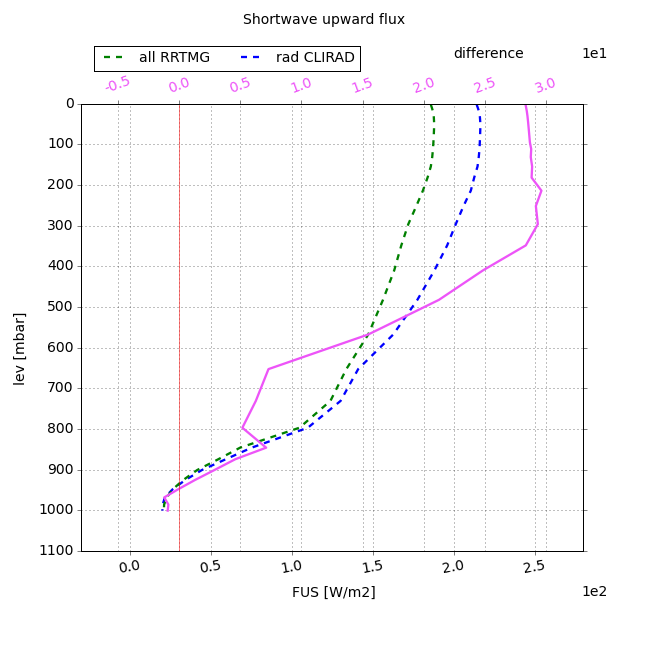 Shortwave upward flux
all RRTMG rad CLIRAD difference 1e1
-0.5 0.0 0.5 1.0 1.5 2.0 2.5 3.0
0
100
200
300
400
500
600
700
800
900
1000
1100
lev [mbar]
0.0 0.5 1.0 1.5 2.0 2.5
FUS [W/m2] 1e2